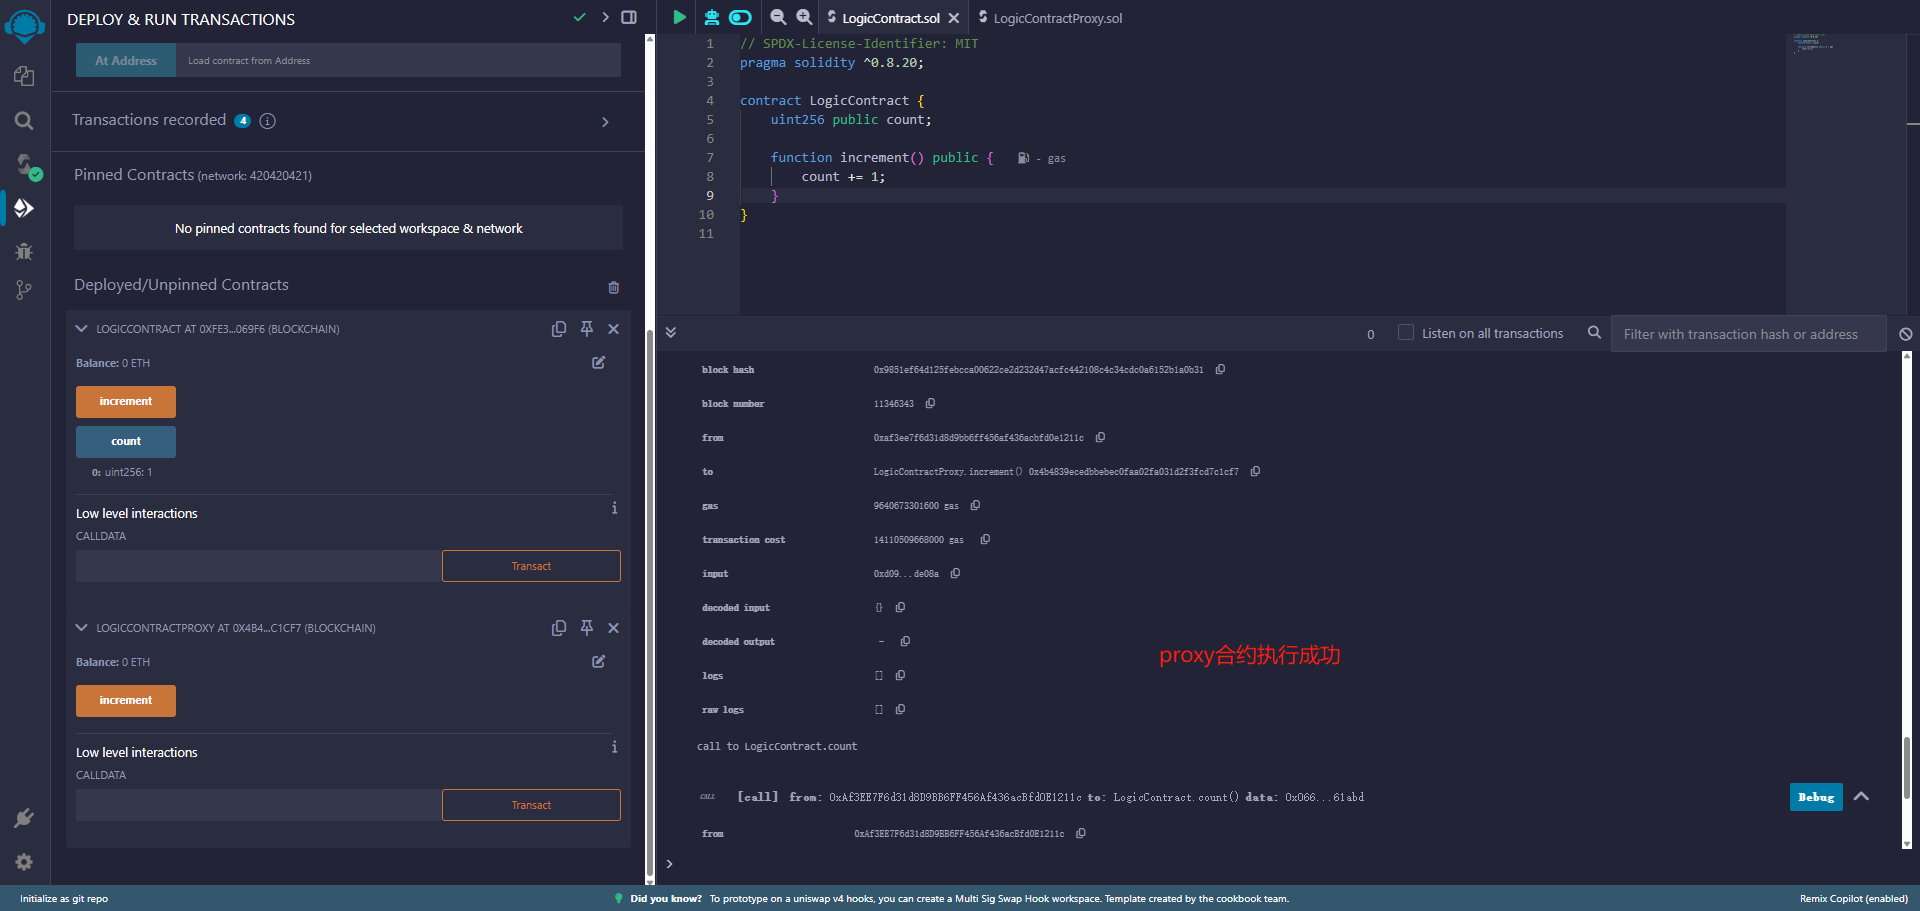 DEPLOY & RUN TRANSACTIONS
At Address
Load contract from Address
Transactions recorded 4
Pinned Contracts (network: 420420421)
No pinned contracts found for selected workspace & network
Deployed/Unpinned Contracts
LOGICCONTRACT AT 0XFE3...069F6 (BLOCKCHAIN)
Balance: 0 ETH
increment
count
0: uint256: 1
Low level interactions
CALLDATA
Transact
LOGICCONTRACTPROXY AT 0X4B4...C1CF7 (BLOCKCHAIN)
Balance: 0 ETH
increment
Low level interactions
CALLDATA
Transact
LogicContract.sol
LogicContractProxy.sol
1 // SPDX-License-Identifier: MIT
2 pragma solidity ^0.8.20;
3
4 contract LogicContract {
5 uint256 public count;
6
7 function increment() public { - gas
8 count += 1;
9 }
10 }
11
0 Listen on all transactions Filter with transaction hash or address
block hash 0x9851ef64d125febcca00622ce2d232d47acfc442108c4c34cdc0a6152b1a0b31
block number 11346343
from 0xaf3ee7f6d31d8d9bb6ff456af436acbfd0e1211c
to LogicContractProxy.increment() 0x4b4839ecedbbebec0faa02fa031d2f3fcd7c1cf7
gas 9640673301600 gas
transaction cost 14110509668000 gas
input 0xd09...de08a
decoded input {}
decoded output -
proxy合约执行成功
logs []
raw logs []
call to LogicContract.count
CALL [call] from: 0xAf3EE7F6d31d8D9BB6FF456Af436acBfd0E1211c to: LogicContract.count() data: 0x066...61abd
Debug
from 0xAf3EE7F6d31d8D9BB6FF456Af436acBfd0E1211c
>
Initialize as git repo
Did you know? To prototype on a uniswap v4 hooks, you can create a Multi Sig Swap Hook workspace. Template created by the cookbook team.
Remix Copilot (enabled)